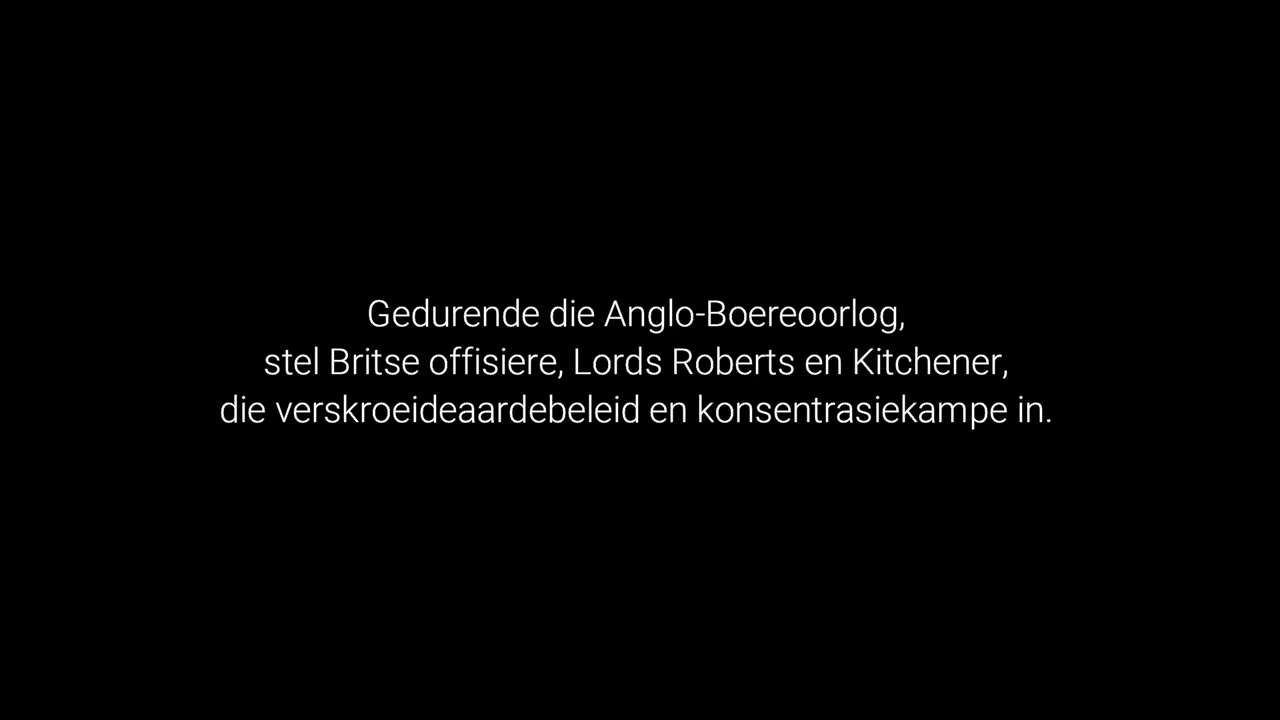 Gedurende die Anglo-Boereoorlog,
stel Britse offisiere, Lords Roberts en Kitchener,
die verskroeideaardebeleid en konsentrasiekampe in.